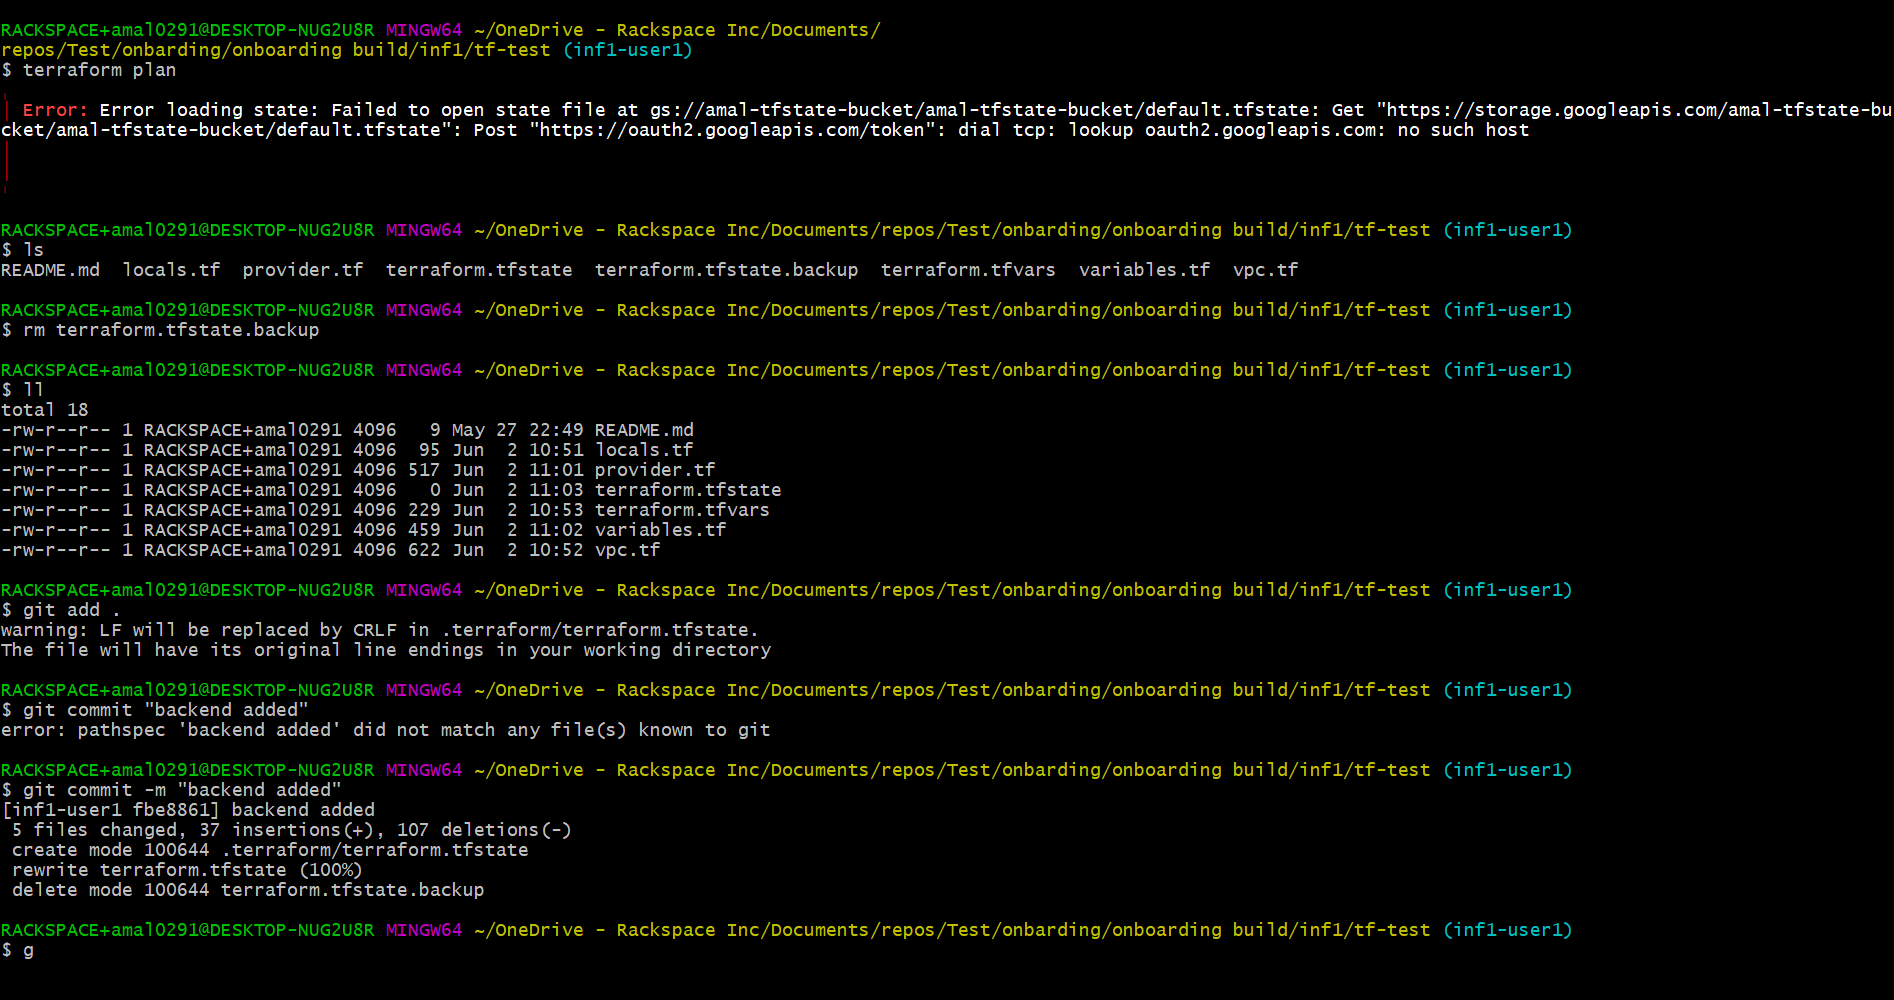 RACKSPACE+amal0291@DESKTOP-NUG2U8R MINGW64 ~/OneDrive - Rackspace Inc/Documents/
repos/Test/onbarding/onboarding build/inf1/tf-test (inf1-user1)
$ terraform plan
Error: Error loading state: Failed to open state file at gs://amal-tfstate-bucket/amal-tfstate-bucket/default.tfstate: Get "https://storage.googleapis.com/amal-tfstate-bu
cket/amal-tfstate-bucket/default.tfstate": Post "https://oauth2.googleapis.com/token": dial tcp: lookup oauth2.googleapis.com: no such host
RACKSPACE+amal0291@DESKTOP-NUG2U8R MINGW64 ~/OneDrive - Rackspace Inc/Documents/repos/Test/onbarding/onboarding build/inf1/tf-test (inf1-user1)
$ ls
README.md  locals.tf  provider.tf  terraform.tfstate  terraform.tfstate.backup  terraform.tfvars  variables.tf  vpc.tf
RACKSPACE+amal0291@DESKTOP-NUG2U8R MINGW64 ~/OneDrive - Rackspace Inc/Documents/repos/Test/onbarding/onboarding build/inf1/tf-test (inf1-user1)
$ rm terraform.tfstate.backup
RACKSPACE+amal0291@DESKTOP-NUG2U8R MINGW64 ~/OneDrive - Rackspace Inc/Documents/repos/Test/onbarding/onboarding build/inf1/tf-test (inf1-user1)
$ ll
total 18
-rw-r--r-- 1 RACKSPACE+amal0291 4096   9 May 27 22:49 README.md
-rw-r--r-- 1 RACKSPACE+amal0291 4096  95 Jun  2 10:51 locals.tf
-rw-r--r-- 1 RACKSPACE+amal0291 4096 517 Jun  2 11:01 provider.tf
-rw-r--r-- 1 RACKSPACE+amal0291 4096   0 Jun  2 11:03 terraform.tfstate
-rw-r--r-- 1 RACKSPACE+amal0291 4096 229 Jun  2 10:53 terraform.tfvars
-rw-r--r-- 1 RACKSPACE+amal0291 4096 459 Jun  2 11:02 variables.tf
-rw-r--r-- 1 RACKSPACE+amal0291 4096 622 Jun  2 10:52 vpc.tf
RACKSPACE+amal0291@DESKTOP-NUG2U8R MINGW64 ~/OneDrive - Rackspace Inc/Documents/repos/Test/onbarding/onboarding build/inf1/tf-test (inf1-user1)
$ git add .
warning: LF will be replaced by CRLF in .terraform/terraform.tfstate.
The file will have its original line endings in your working directory
RACKSPACE+amal0291@DESKTOP-NUG2U8R MINGW64 ~/OneDrive - Rackspace Inc/Documents/repos/Test/onbarding/onboarding build/inf1/tf-test (inf1-user1)
$ git commit "backend added"
error: pathspec 'backend added' did not match any file(s) known to git
RACKSPACE+amal0291@DESKTOP-NUG2U8R MINGW64 ~/OneDrive - Rackspace Inc/Documents/repos/Test/onbarding/onboarding build/inf1/tf-test (inf1-user1)
$ git commit -m "backend added"
[inf1-user1 fbe8861] backend added
 5 files changed, 37 insertions(+), 107 deletions(-)
 create mode 100644 .terraform/terraform.tfstate
 rewrite terraform.tfstate (100%)
 delete mode 100644 terraform.tfstate.backup
RACKSPACE+amal0291@DESKTOP-NUG2U8R MINGW64 ~/OneDrive - Rackspace Inc/Documents/repos/Test/onbarding/onboarding build/inf1/tf-test (inf1-user1)
$ g